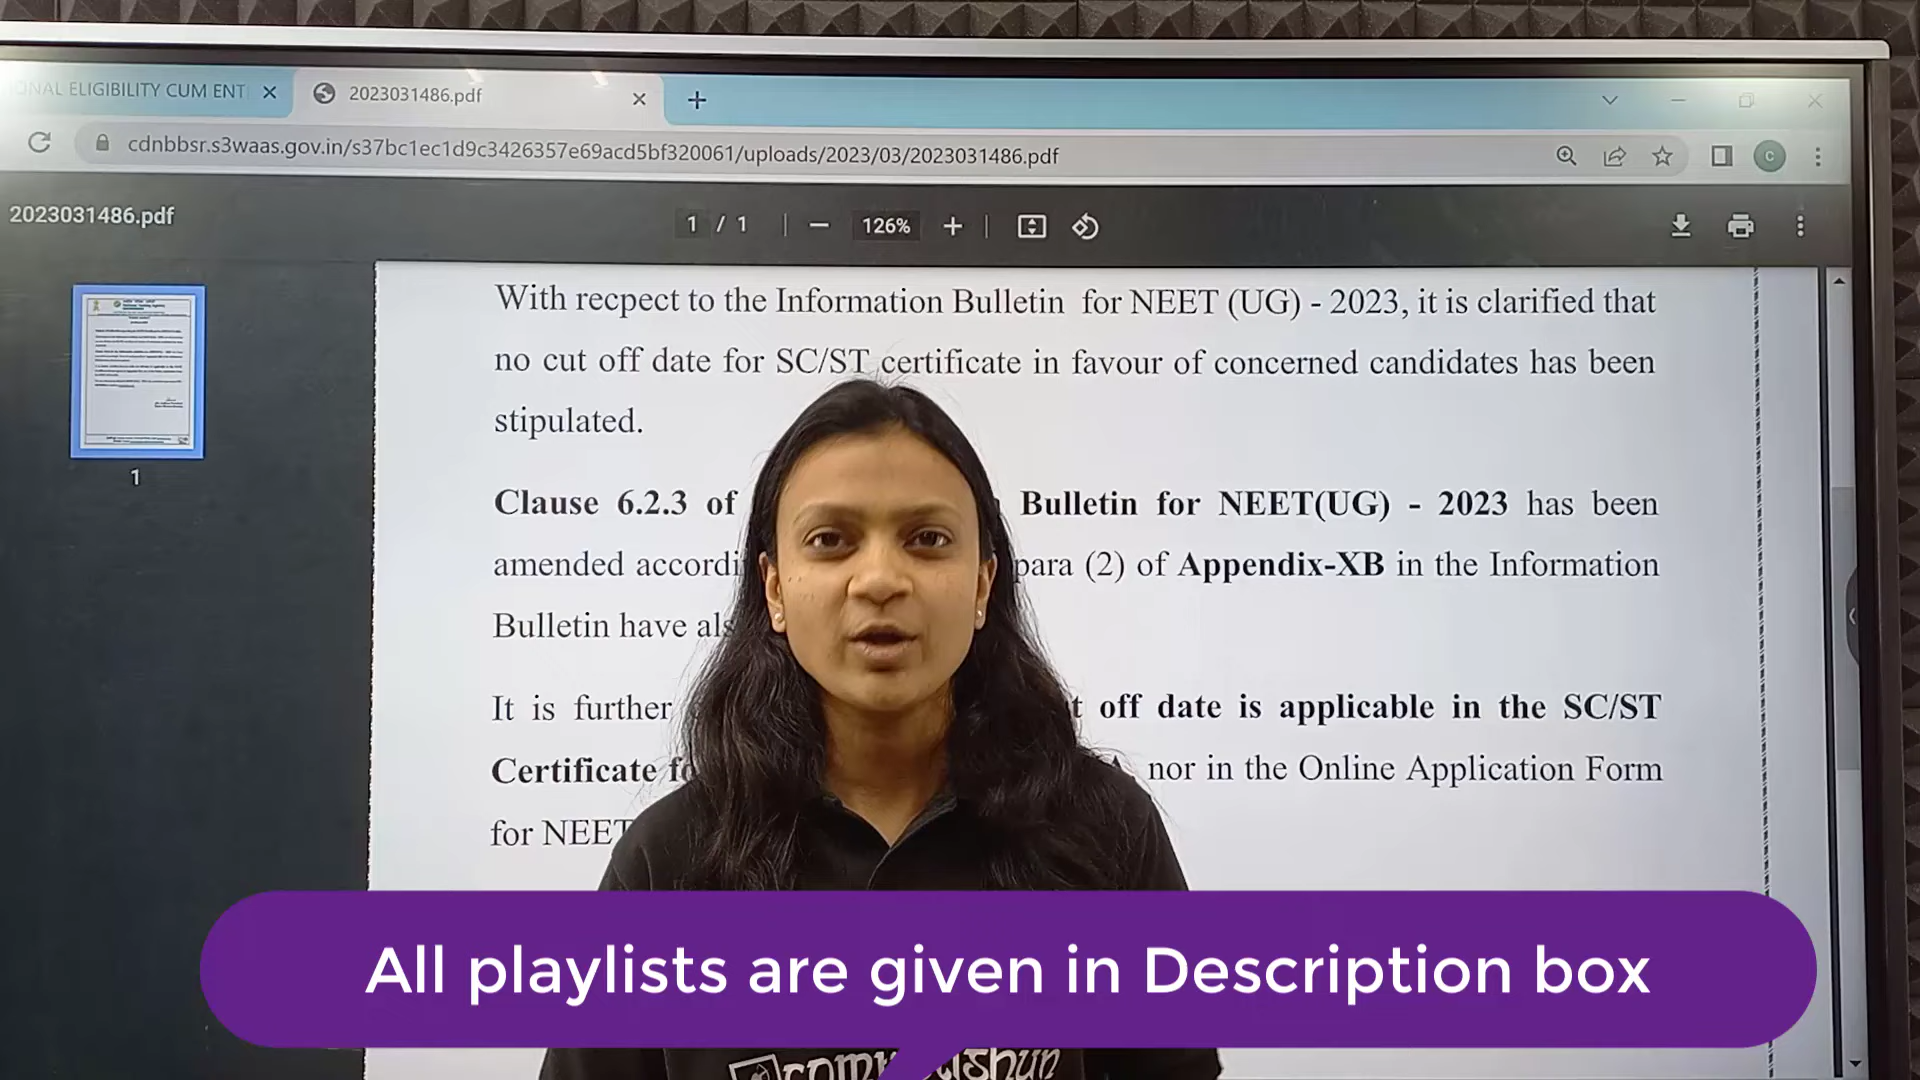 ONAL ELIGIBILITY CUM ENT
2023031486.pdf
cdnbbsr.s3waas.gov.in/s37bc1ec1d9c3426357e69acd5bf320061/uploads/2023/03/2023031486.pdf
C
2023031486.pdf
1 / 1
126%
1
With recpect to the Information Bulletin for NEET (UG) - 2023, it is clarified that
no cut off date for SC/ST certificate in favour of concerned candidates has been
stipulated.
Clause 6.2.3 of Bulletin for NEET(UG) - 2023 has been
amended accordi para (2) of Appendix-XB in the Information
Bulletin have als
It is further off date is applicable in the SC/ST
Certificate nor in the Online Application Form
for NEET
All playlists are given in Description box